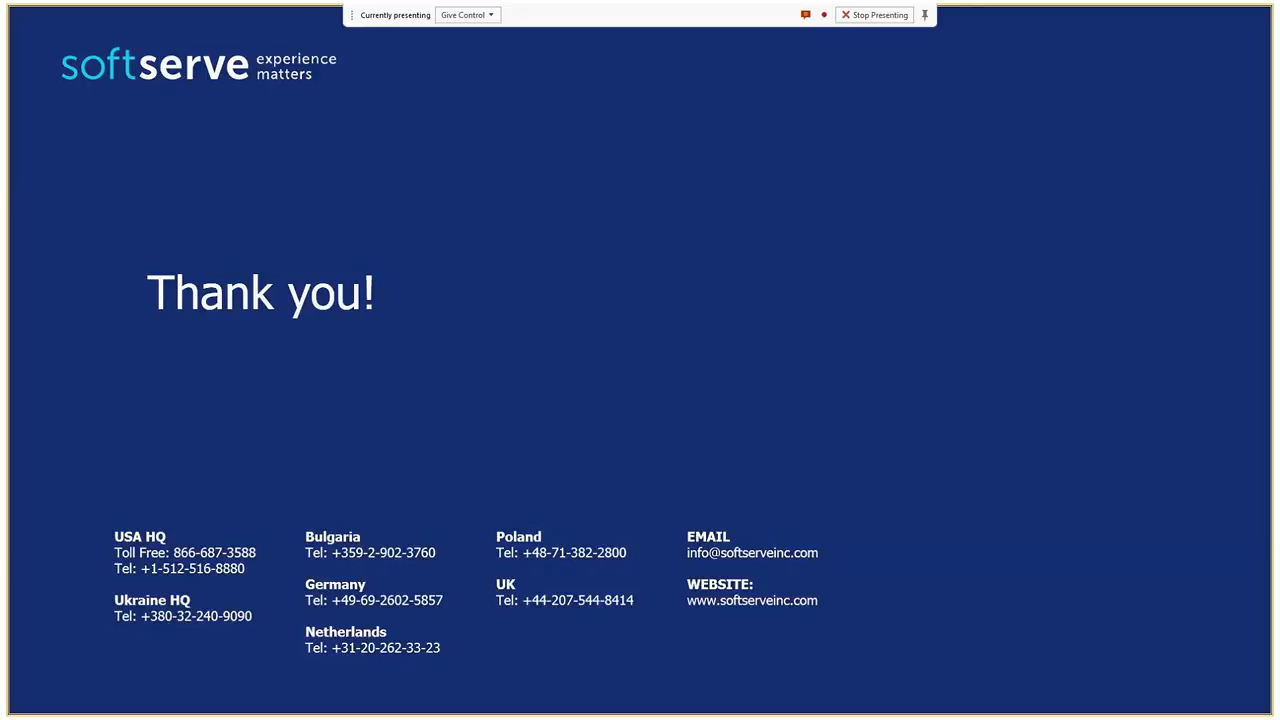 Currently presenting
Give Control
Stop Presenting
softserve
experience
matters
Thank you!
USA HQ
Toll Free: 866-687-3588
Tel: +1-512-516-8880
Ukraine HQ
Tel: +380-32-240-9090
Bulgaria
Tel: +359-2-902-3760
Germany
Tel: +49-69-2602-5857
Netherlands
Tel: +31-20-262-33-23
Poland
Tel: +48-71-382-2800
UK
Tel: +44-207-544-8414
EMAIL
info@softserveinc.com
WEBSITE:
www.softserveinc.com